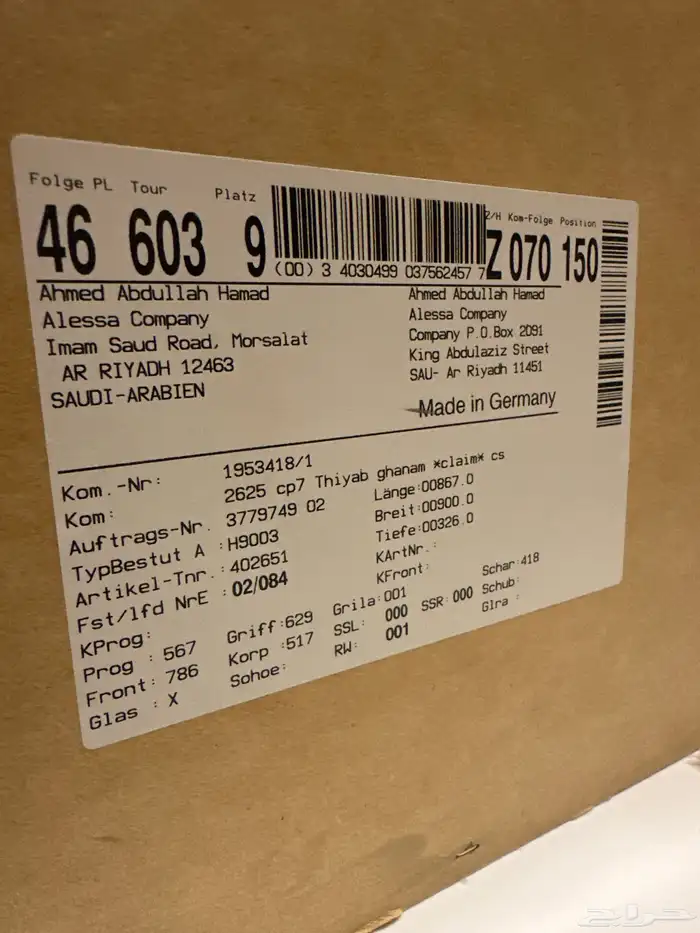 Folge PL Tour Platz Z/H Kom-Folge Position
46 603 9 Z 070 150
(00) 3 4030499 037562457 7
Ahmed Abdullah Hamad
Alessa Company
Imam Saud Road, Morsalat
AR RIYADH 12463
SAUDI-ARABIEN
Ahmed Abdullah Hamad
Alessa Company
Company P.O.Box 2091
King Abdulaziz Street
SAU- Ar Riyadh 11451
Made in Germany
Kom.-Nr: 1953418/1
Kom: 2625 cp7 Thiyab ghanam *claim* cs
Auftrags-Nr. 3779749 02
TypBestut A :H9003
Artikel-Tnr. :402651
Fst/lfd NrE :02/084
Länge:00867.0
Breit:00900.0
Tiefe:00326.0
KArtNr.:
KFront:
KProg:
Prog : 567 Griff:629 Grila:001 Schar:418
Front: 786 Korp :517 SSL: 000 SSR: 000 Schub:
Glas : X Sohoe: RW: 001 Glra :
حراج